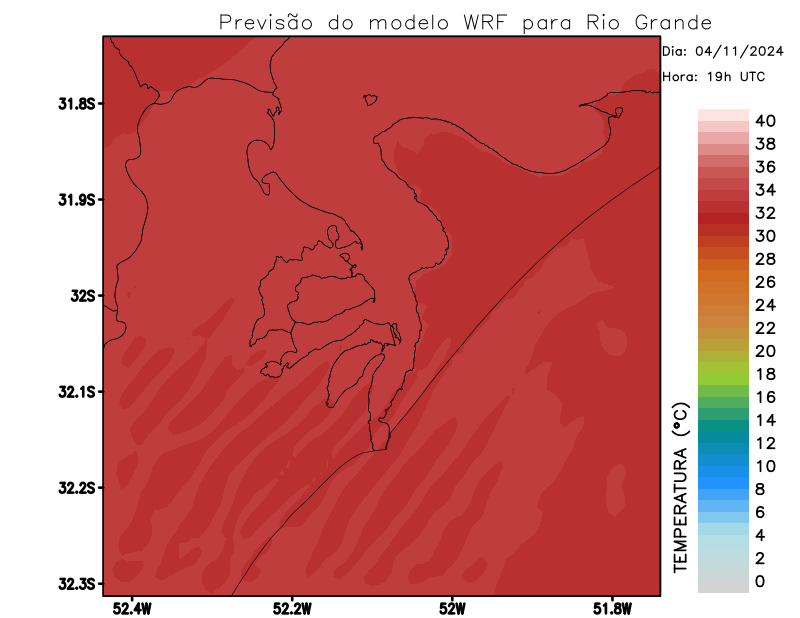 Previsão do modelo WRF para Rio Grande
Dia: 04/11/2024
Hora: 19h UTC
31.8S
31.9S
32S
32.1S
32.2S
32.3S
52.4W
52.2W
52W
51.8W
TEMPERATURA (°C)
40
38
36
34
32
30
28
26
24
22
20
18
16
14
12
10
8
6
4
2
0